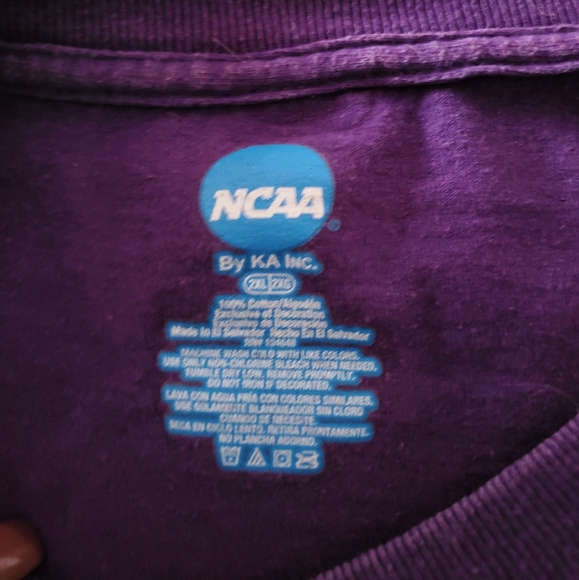 NCAA
By KA Inc.
2XL 2XG
100% Cotton/Algodón
Exclusive of Decoration
Exclusivo de Decoración
Made in El Salvador Hecho En El Salvador
MACHINE WASH COLD WITH LIKE COLORS.
USE ONLY NON-CHLORINE BLEACH WHEN NEEDED.
TUMBLE DRY LOW. REMOVE PROMPTLY.
DO NOT IRON IF DECORATED.
LAVA CON AGUA FRÍA CON COLORES SIMILARES.
USE SOLAMENTE BLANQUEADOR SIN CLORO
CUANDO SE NECESITE.
SECA EN CICLO LENTO. RETIRA PRONTAMENTE.
NO PLANCHA ADORNO.